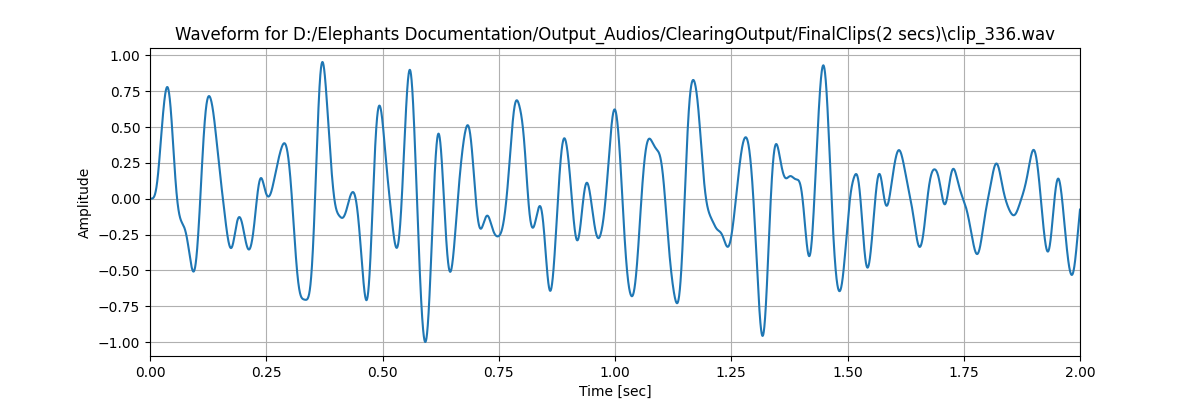 Waveform for D:/Elephants Documentation/Output_Audios/ClearingOutput/FinalClips(2 secs)\clip_336.wav
1.00
0.75
0.50
0.25
0.00
−0.25
−0.50
−0.75
−1.00
Amplitude
0.00 0.25 0.50 0.75 1.00 1.25 1.50 1.75 2.00
Time [sec]